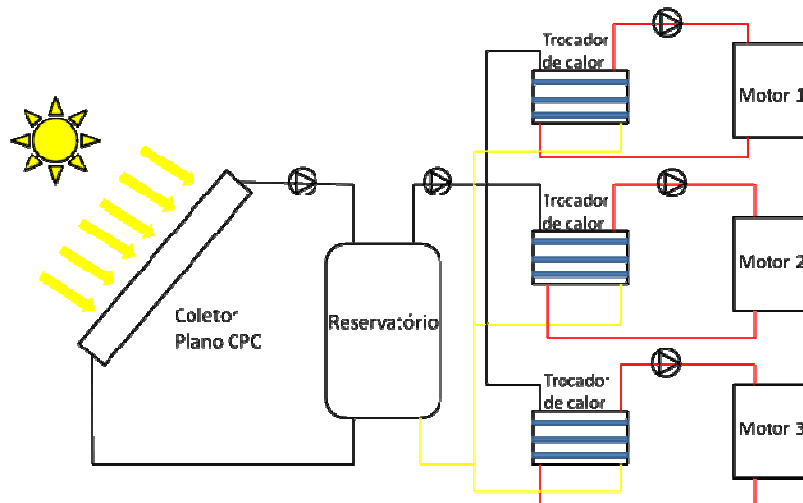 Trocador
de calor
Motor 1
Trocador
de calor
Motor 2
Coletor
Plano CPC
Reservatório
Trocador
de calor
Motor 3